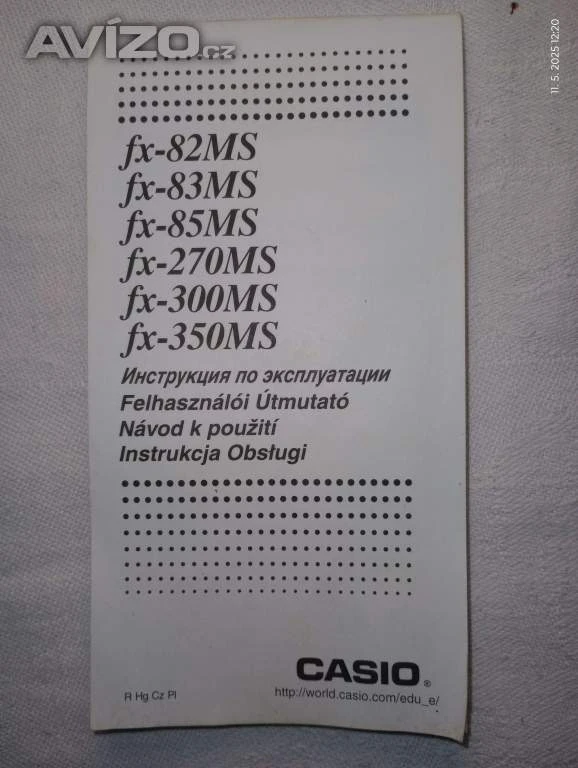 AVÍZO.cz
11. 5. 2025 12:20
fx-82MS
fx-83MS
fx-85MS
fx-270MS
fx-300MS
fx-350MS
Инструкция по эксплуатации
Felhasználói Útmutató
Návod k použití
Instrukcja Obsługi
CASIO®
R Hg Cz Pl
http://world.casio.com/edu_e/